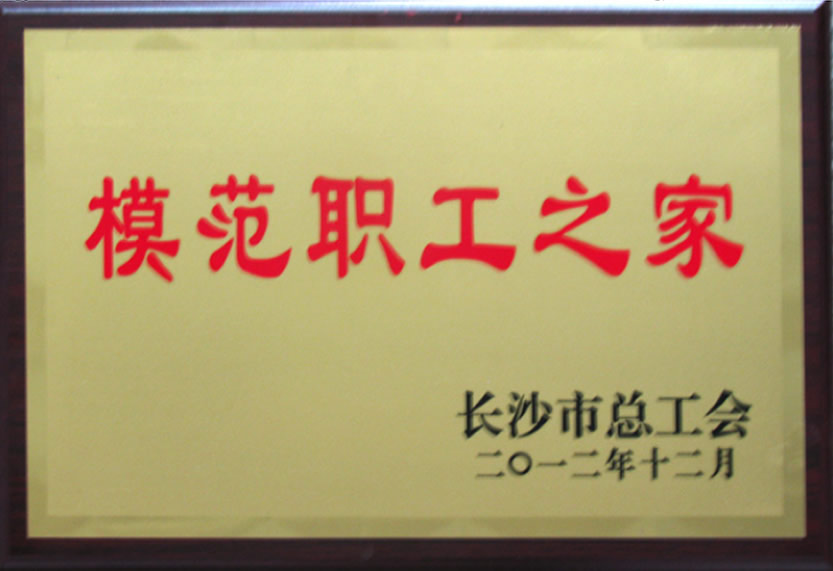 模范职工之家
长沙市总工会
二〇一二年十二月